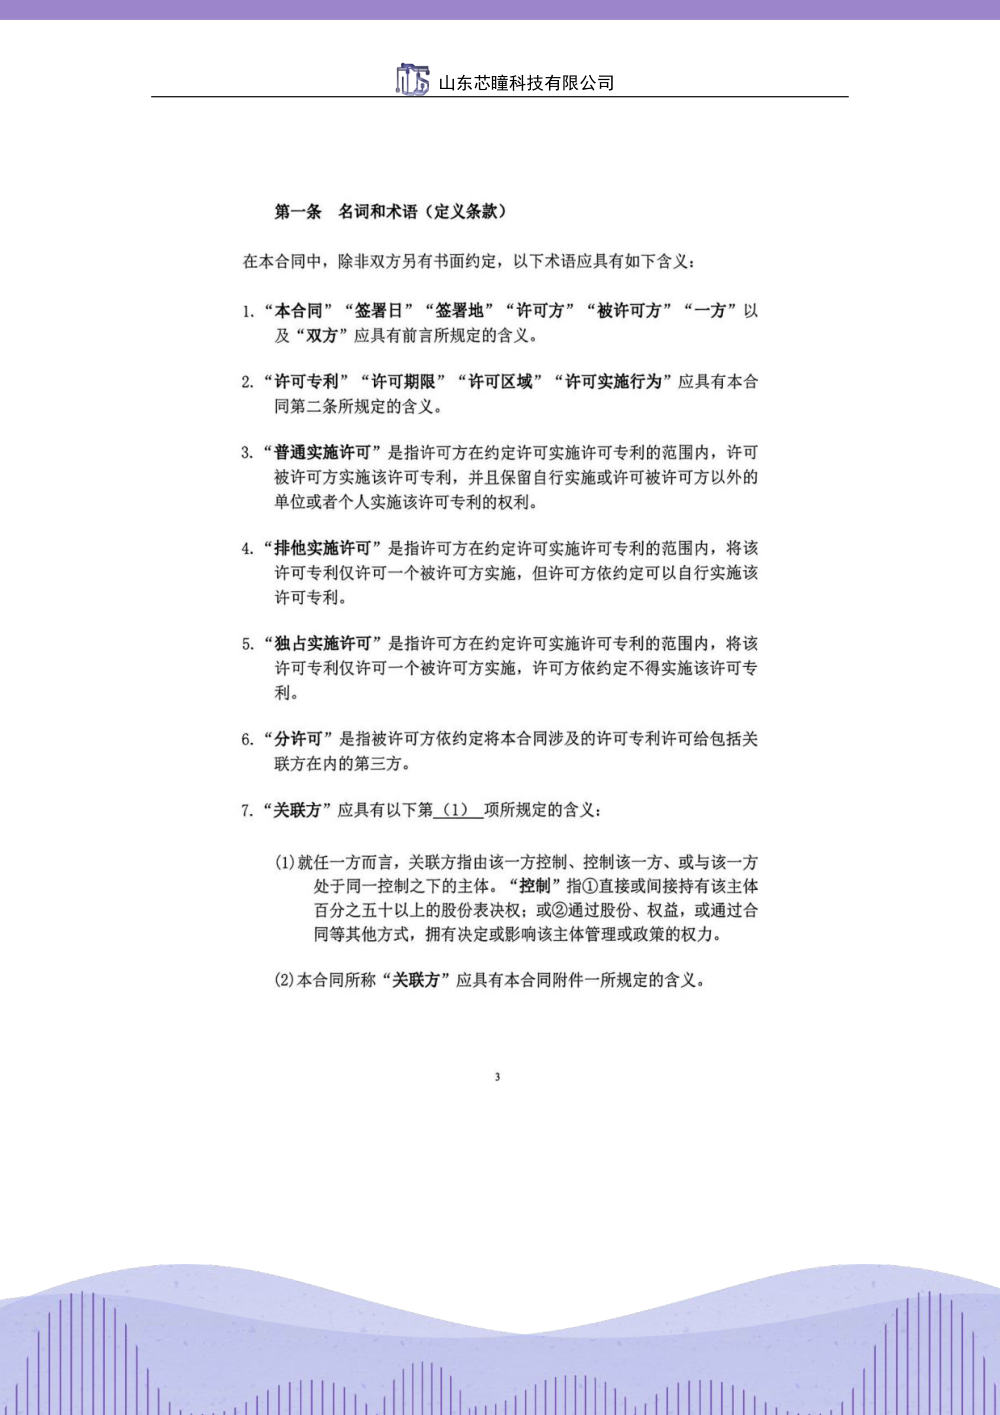 山东芯瞳科技有限公司
第一条　名词和术语（定义条款）
在本合同中，除非双方另有书面约定，以下术语应具有如下含义：
1. “本合同”“签署日”“签署地”“许可方”“被许可方”“一方”以
及“双方”应具有前言所规定的含义。
2. “许可专利”“许可期限”“许可区域”“许可实施行为”应具有本合
同第二条所规定的含义。
3. “普通实施许可”是指许可方在约定许可实施许可专利的范围内，许可
被许可方实施该许可专利，并且保留自行实施或许可被许可方以外的
单位或者个人实施该许可专利的权利。
4. “排他实施许可”是指许可方在约定许可实施许可专利的范围内，将该
许可专利仅许可一个被许可方实施，但许可方依约定可以自行实施该
许可专利。
5. “独占实施许可”是指许可方在约定许可实施许可专利的范围内，将该
许可专利仅许可一个被许可方实施，许可方依约定不得实施该许可专
利。
6. “分许可”是指被许可方依约定将本合同涉及的许可专利许可给包括关
联方在内的第三方。
7. “关联方”应具有以下第（1）项所规定的含义：
(1)就任一方而言，关联方指由该一方控制、控制该一方、或与该一方
处于同一控制之下的主体。“控制”指①直接或间接持有该主体
百分之五十以上的股份表决权；或②通过股份、权益，或通过合
同等其他方式，拥有决定或影响该主体管理或政策的权力。
(2)本合同所称“关联方”应具有本合同附件一所规定的含义。
3